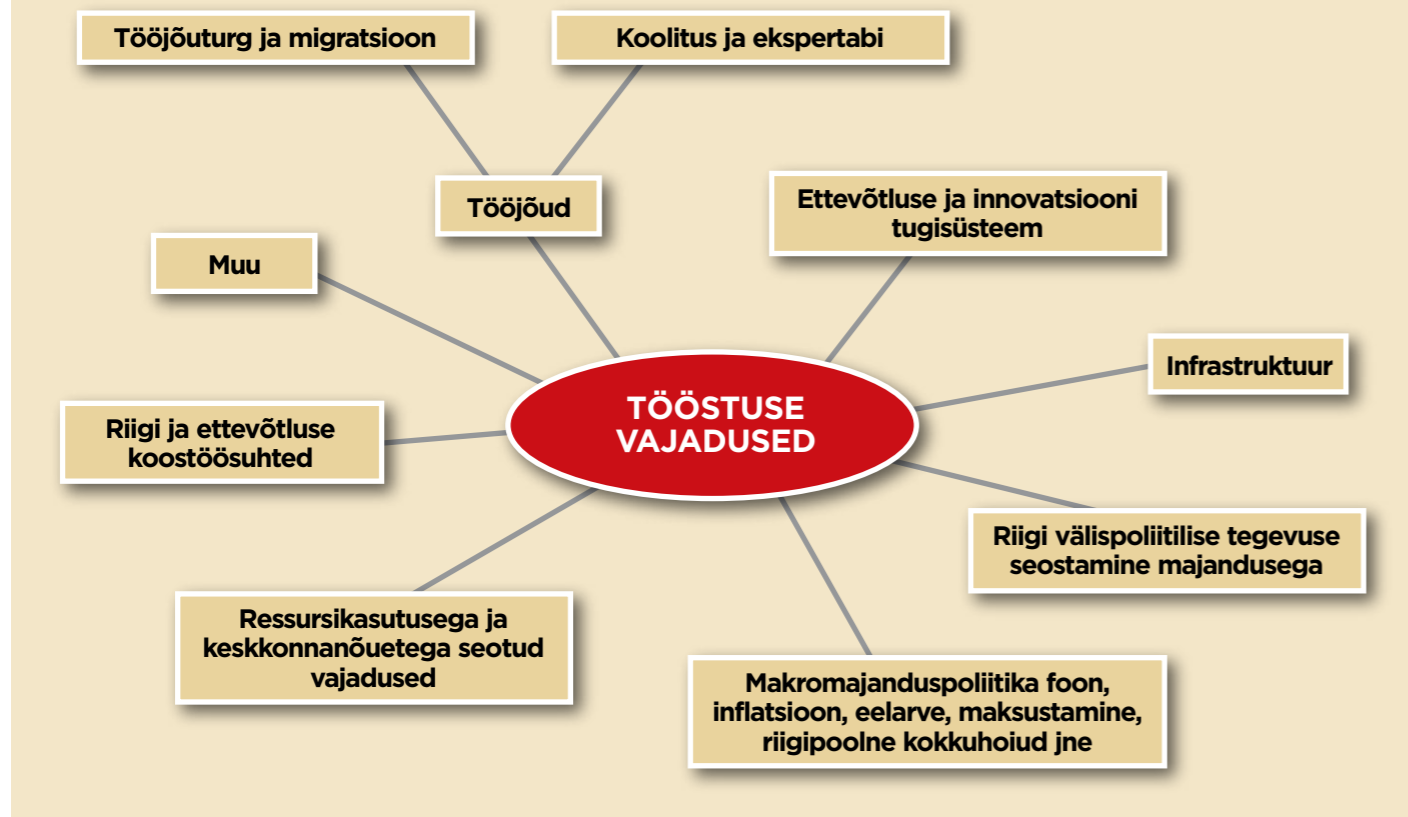 Tööjõuturg ja migratsioon
Koolitus ja ekspertabi
Tööjõud
Ettevõtluse ja innovatsiooni
tugisüsteem
Muu
Infrastruktuur
TÖÖSTUSE
VAJADUSED
Riigi ja ettevõtluse
koostöösuhted
Riigi välispoliitilise tegevuse
seostamine majandusega
Ressursikasutusega ja
keskkonnanõuetega seotud
vajadused
Makromajanduspoliitika foon,
inflatsioon, eelarve, maksustamine,
riigipoolne kokkuhoiud jne